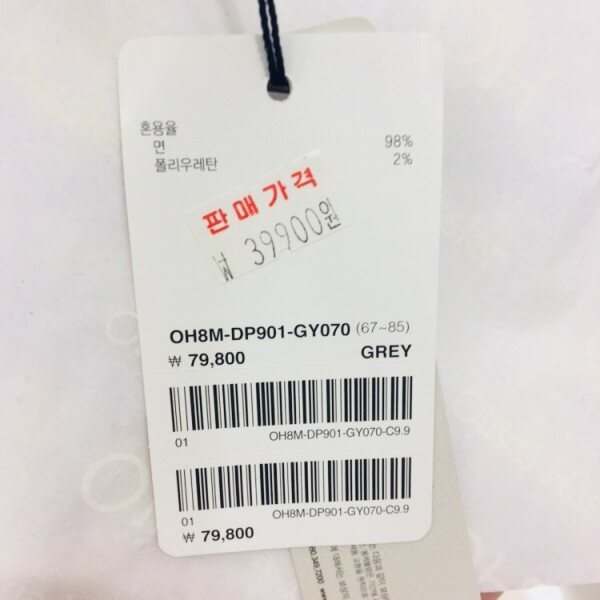 혼용율
면 98%
폴리우레탄 2%
판매가격
₩ 39900원
OH8M-DP901-GY070 (67~85)
₩ 79,800 GREY
01 OH8M-DP901-GY070-C9.9
01 OH8M-DP901-GY070-C9.9
₩ 79,800